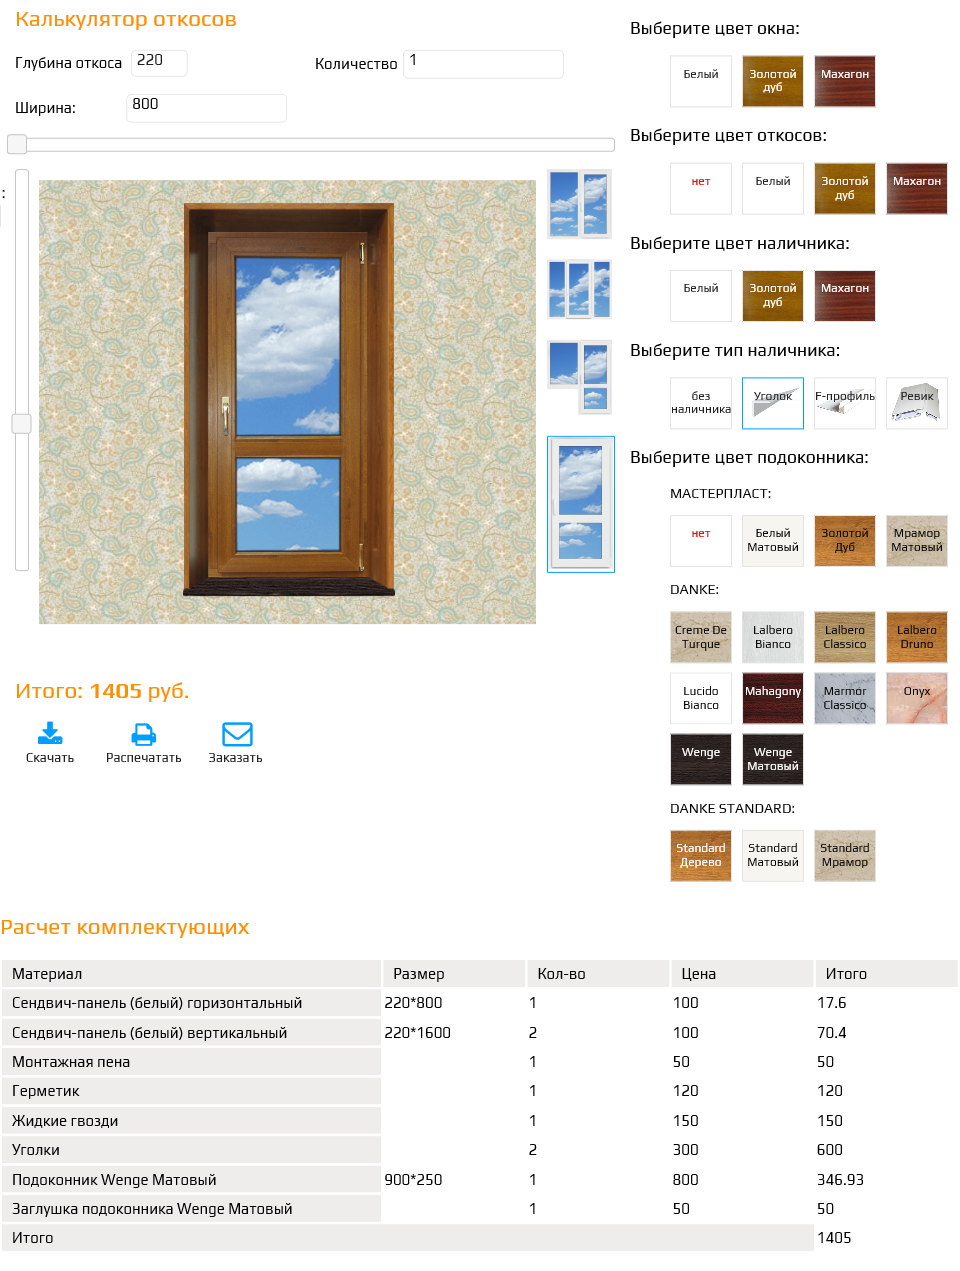 Калькулятор откосов
Глубина откоса 220
Количество 1
Ширина: 800
:
Итого: 1405 руб.
Скачать
Распечатать
Заказать
Выберите цвет окна:
Белый
Золотой
дуб
Махагон
Выберите цвет откосов:
нет
Белый
Золотой
дуб
Махагон
Выберите цвет наличника:
Белый
Золотой
дуб
Махагон
Выберите тип наличника:
без
наличника
Уголок
F-профиль
Ревик
Выберите цвет подоконника:
МАСТЕРПЛАСТ:
нет
Белый
Матовый
Золотой
Дуб
Мрамор
Матовый
DANKE:
Creme De
Turque
Lalbero
Bianco
Lalbero
Classico
Lalbero
Druno
Lucido
Bianco
Mahagony
Marmor
Classico
Onyx
Wenge
Wenge
Матовый
DANKE STANDARD:
Standard
Дерево
Standard
Матовый
Standard
Мрамор
Расчет комплектующих
Материал Размер Кол-во Цена Итого
Сендвич-панель (белый) горизонтальный 220*800 1 100 17.6
Сендвич-панель (белый) вертикальный 220*1600 2 100 70.4
Монтажная пена 1 50 50
Герметик 1 120 120
Жидкие гвозди 1 150 150
Уголки 2 300 600
Подоконник Wenge Матовый 900*250 1 800 346.93
Заглушка подоконника Wenge Матовый 1 50 50
Итого 1405